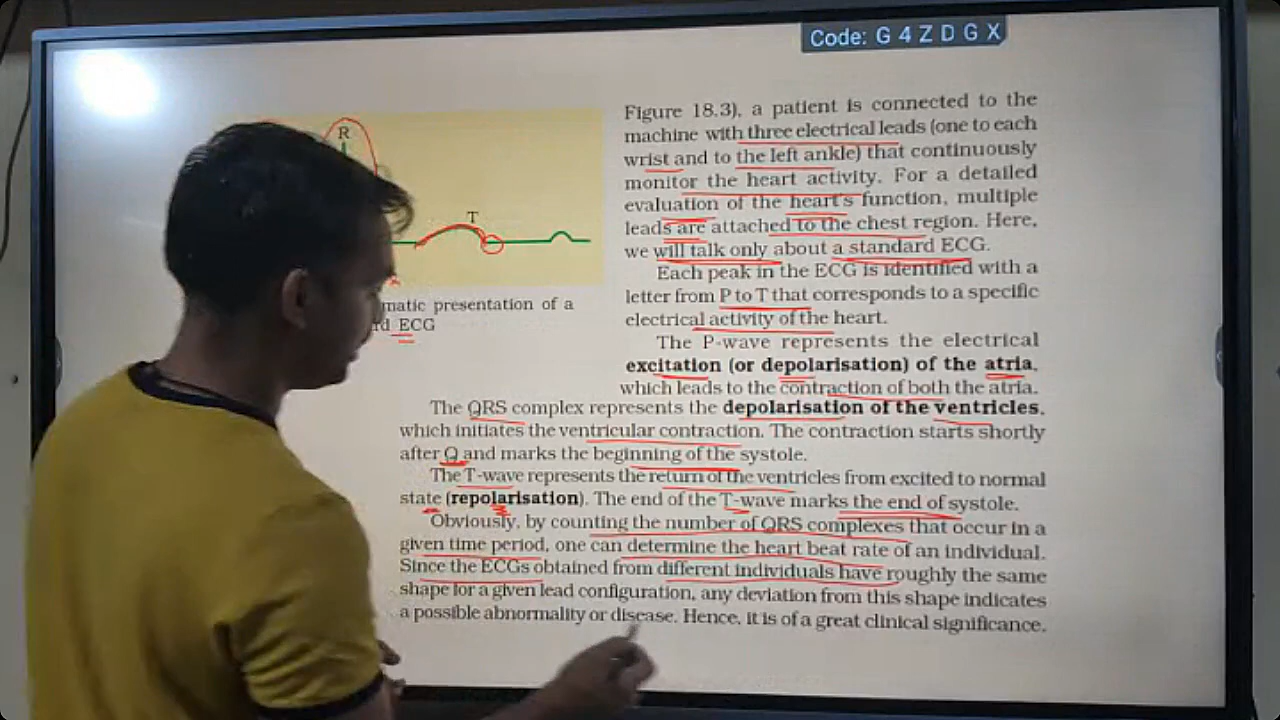 Code: G 4 Z D G X
R
T
matic presentation of a
ECG
Figure 18.3), a patient is connected to the
machine with three electrical leads (one to each
wrist and to the left ankle) that continuously
monitor the heart activity. For a detailed
evaluation of the heart's function, multiple
leads are attached to the chest region. Here,
we will talk only about a standard ECG.
Each peak in the ECG is identified with a
letter from P to T that corresponds to a specific
electrical activity of the heart.
The P-wave represents the electrical
excitation (or depolarisation) of the atria,
which leads to the contraction of both the atria.
The QRS complex represents the depolarisation of the ventricles,
which initiates the ventricular contraction. The contraction starts shortly
after Q and marks the beginning of the systole.
The T-wave represents the return of the ventricles from excited to normal
state (repolarisation). The end of the T-wave marks the end of systole.
Obviously, by counting the number of QRS complexes that occur in a
given time period, one can determine the heart beat rate of an individual.
Since the ECGs obtained from different individuals have roughly the same
shape for a given lead configuration, any deviation from this shape indicates
a possible abnormality or disease. Hence, it is of a great clinical significance.